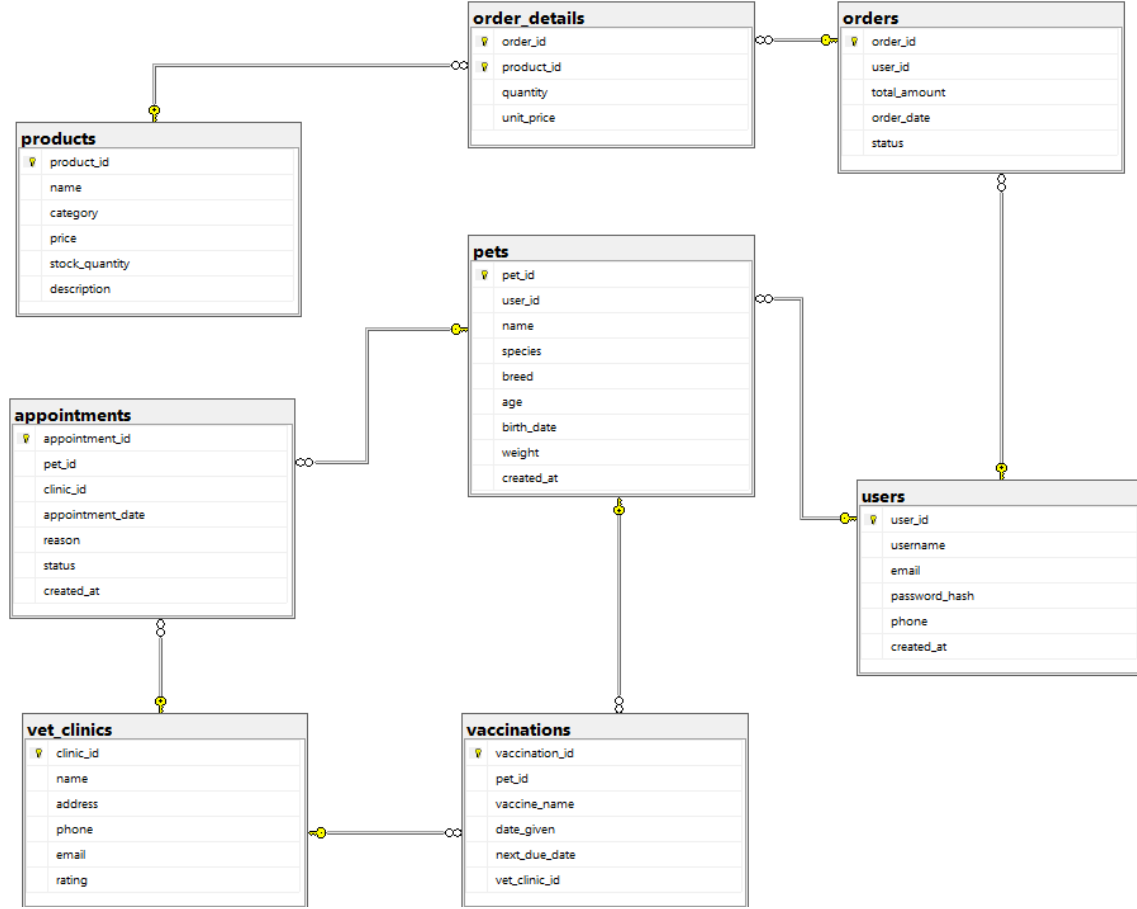 order_details
order_id
product_id
quantity
unit_price
orders
order_id
user_id
total_amount
order_date
status
products
product_id
name
category
price
stock_quantity
description
pets
pet_id
user_id
name
species
breed
age
birth_date
weight
created_at
appointments
appointment_id
pet_id
clinic_id
appointment_date
reason
status
created_at
users
user_id
username
email
password_hash
phone
created_at
vet_clinics
clinic_id
name
address
phone
email
rating
vaccinations
vaccination_id
pet_id
vaccine_name
date_given
next_due_date
vet_clinic_id